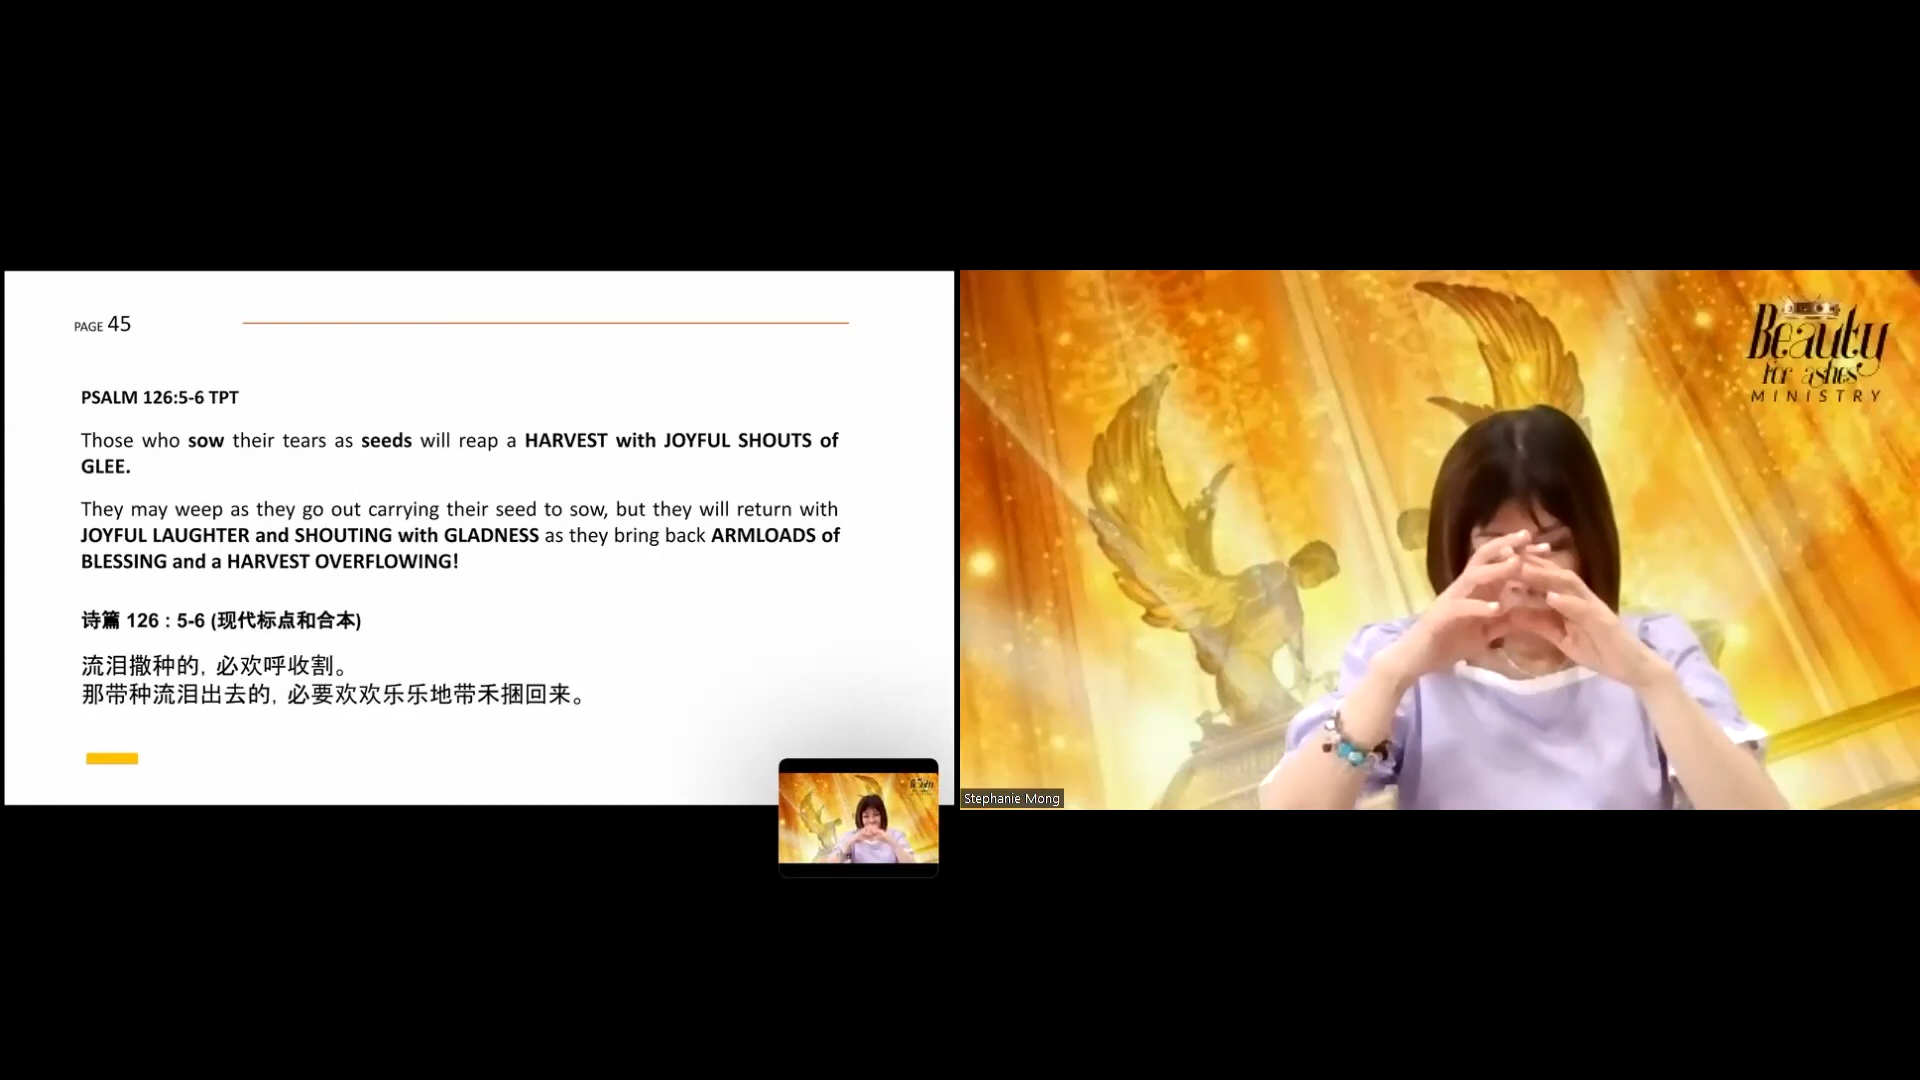 PAGE 45
PSALM 126:5-6 TPT
Those who sow their tears as seeds will reap a HARVEST with JOYFUL SHOUTS of
GLEE.
They may weep as they go out carrying their seed to sow, but they will return with
JOYFUL LAUGHTER and SHOUTING with GLADNESS as they bring back ARMLOADS of
BLESSING and a HARVEST OVERFLOWING!
诗篇 126 : 5-6 (现代标点和合本)
流泪撒种的, 必欢呼收割。
那带种流泪出去的, 必要欢欢乐乐地带禾捆回来。
Beauty
For ashes
MINISTRY
Stephanie Mong